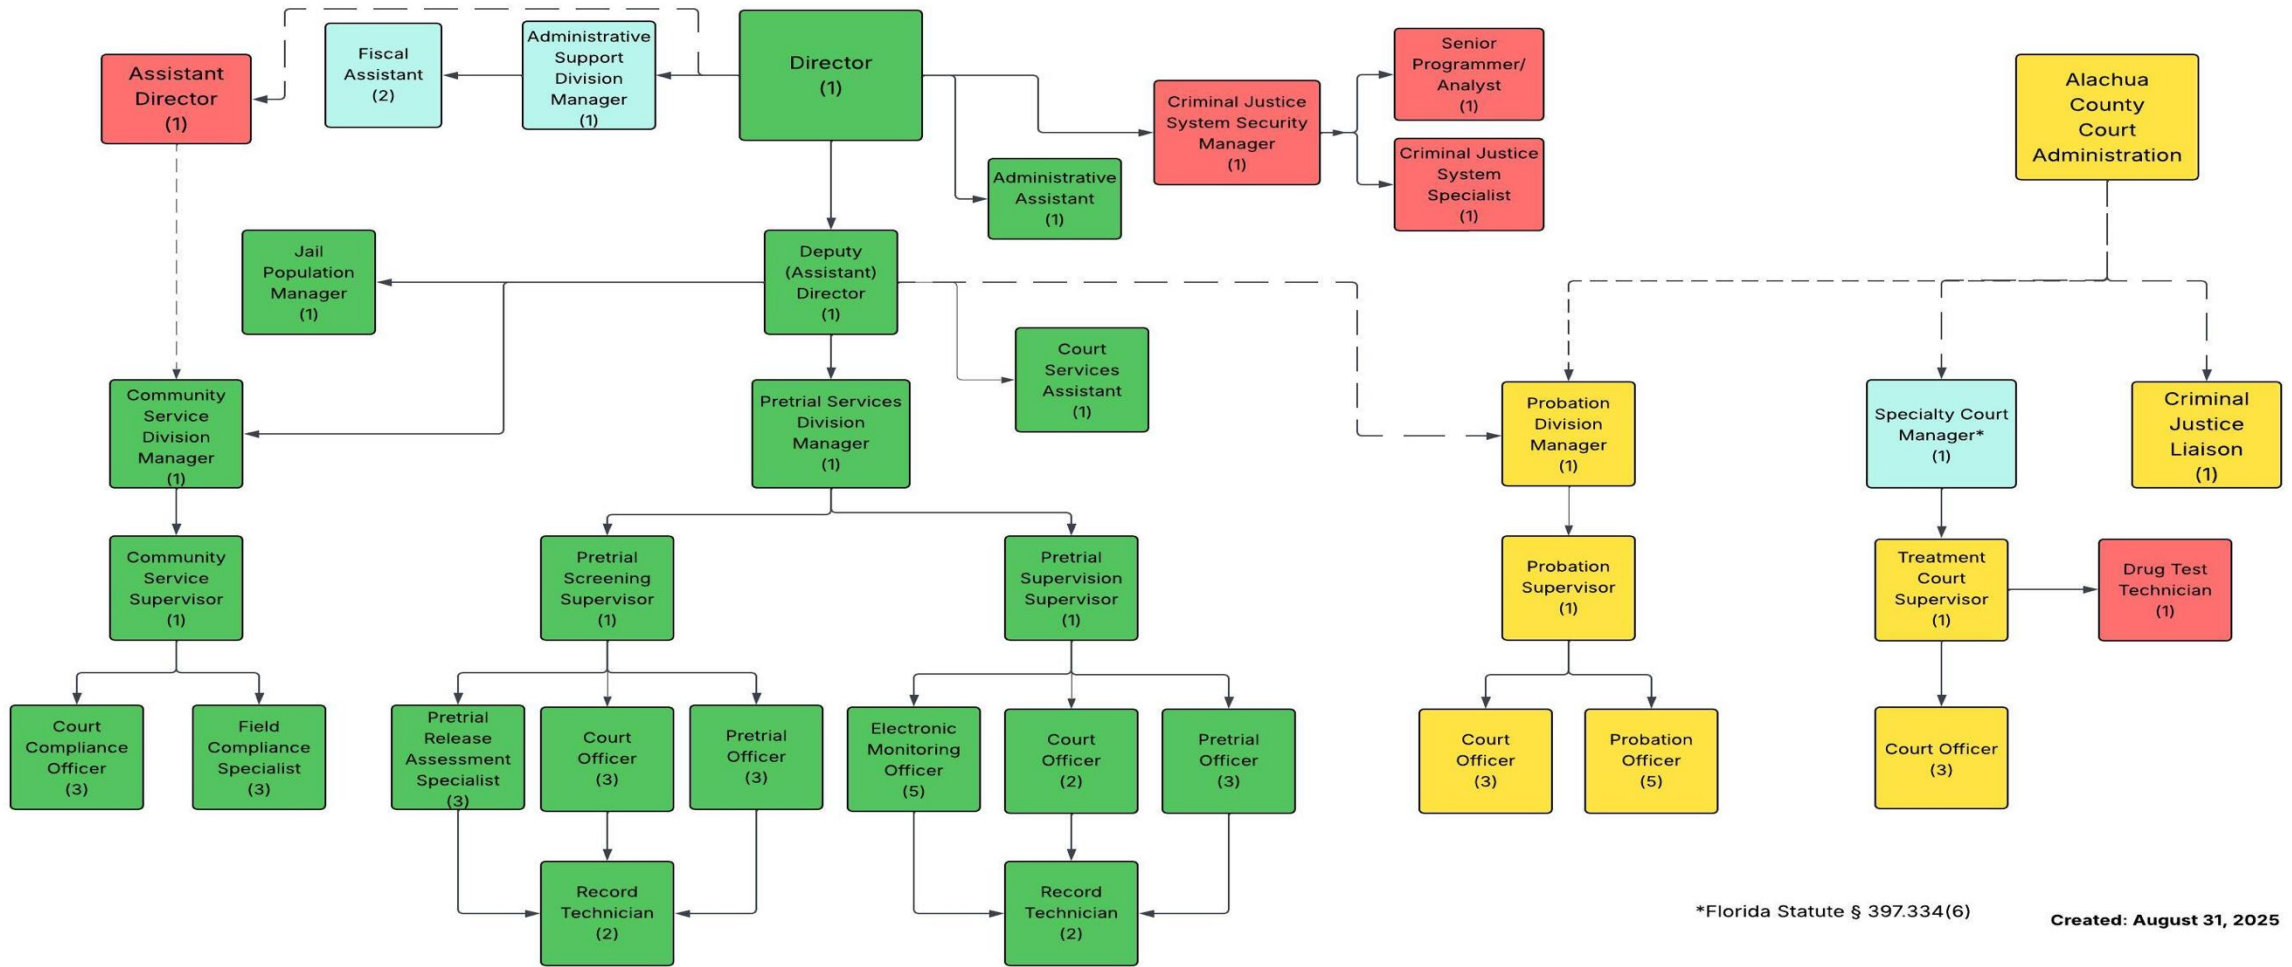 Assistant
Director
(1)
Fiscal
Assistant
(2)
Administrative
Support
Division
Manager
(1)
Director
(1)
Administrative
Assistant
(1)
Criminal Justice
System Security
Manager
(1)
Senior
Programmer/
Analyst
(1)
Criminal Justice
System
Specialist
(1)
Alachua
County
Court
Administration
Jail
Population
Manager
(1)
Deputy
(Assistant)
Director
(1)
Court
Services
Assistant
(1)
Community
Service
Division
Manager
(1)
Pretrial Services
Division
Manager
(1)
Probation
Division
Manager
(1)
Specialty Court
Manager*
(1)
Criminal
Justice
Liaison
(1)
Community
Service
Supervisor
(1)
Pretrial
Screening
Supervisor
(1)
Pretrial
Supervision
Supervisor
(1)
Probation
Supervisor
(1)
Treatment
Court
Supervisor
(1)
Drug Test
Technician
(1)
Court
Compliance
Officer
(3)
Field
Compliance
Specialist
(3)
Pretrial
Release
Assessment
Specialist
(3)
Court
Officer
(3)
Pretrial
Officer
(3)
Electronic
Monitoring
Officer
(5)
Court
Officer
(2)
Pretrial
Officer
(3)
Court
Officer
(3)
Probation
Officer
(5)
Court Officer
(3)
Record
Technician
(2)
Record
Technician
(2)
*Florida Statute § 397.334(6)
Created: August 31, 2025